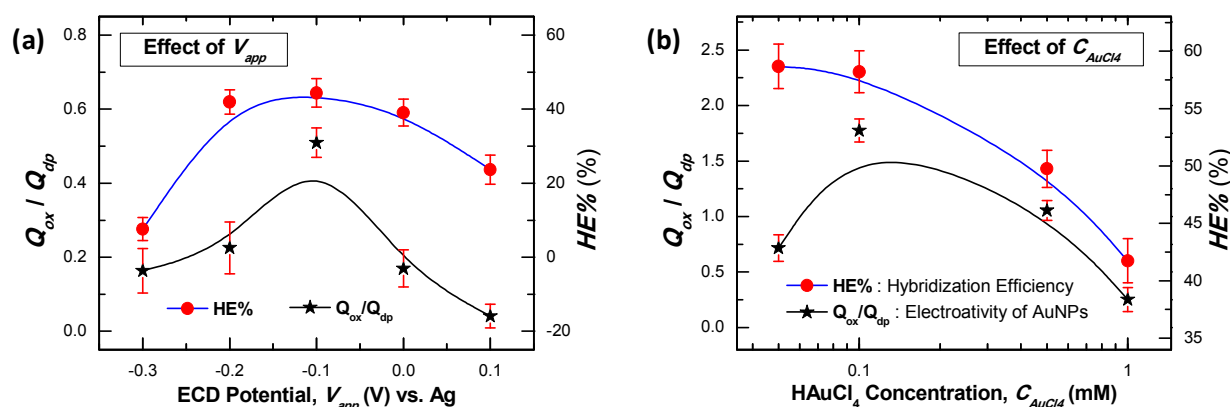 (a)
Effect of V_app
Q_ox / Q_dp
0.8
0.6
0.4
0.2
0.0
HE% (%)
60
40
20
0
-20
HE%
Q_ox/Q_dp
-0.3
-0.2
-0.1
0.0
0.1
ECD Potential, V_app (V) vs. Ag
(b)
Effect of C_AuCl4
Q_ox / Q_dp
2.5
2.0
1.5
1.0
0.5
0.0
HE% (%)
60
55
50
45
40
35
HE% : Hybridization Efficiency
Q_ox/Q_dp : Electroativity of AuNPs
0.1
1
HAuCl₄ Concentration, C_AuCl4 (mM)